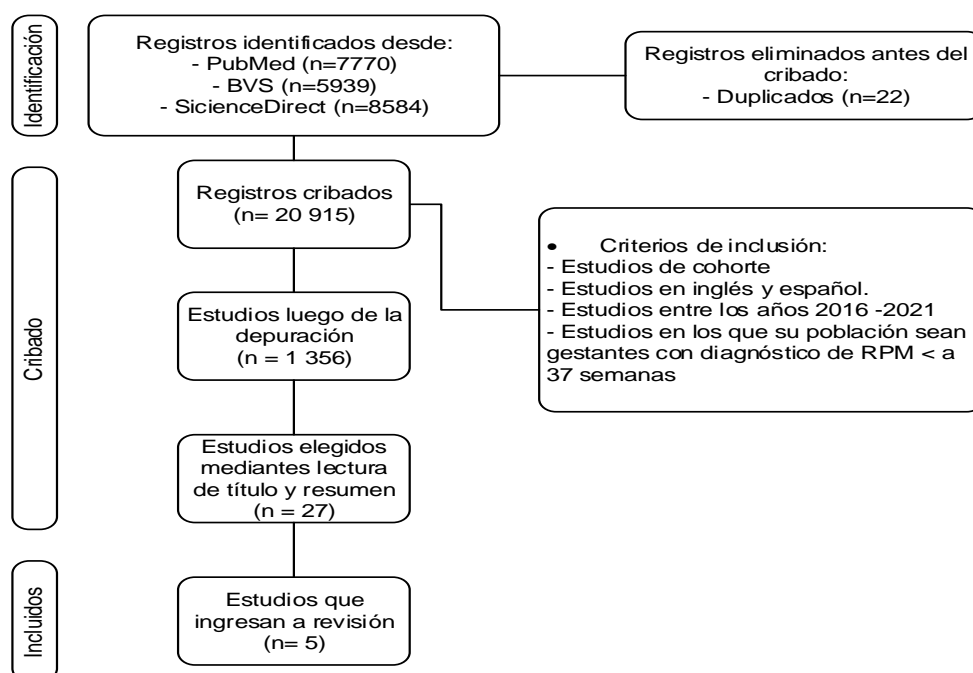 Identificación
Registros identificados desde:
- PubMed (n=7770)
- BVS (n=5939)
- SicienceDirect (n=8584)
Registros eliminados antes del
cribado:
- Duplicados (n=22)
Cribado
Registros cribados
(n= 20 915)
• Criterios de inclusión:
- Estudios de cohorte
- Estudios en inglés y español.
- Estudios entre los años 2016 -2021
- Estudios en los que su población sean
gestantes con diagnóstico de RPM < a
37 semanas
Estudios luego de la
depuración
(n = 1 356)
Estudios elegidos
mediantes lectura
de título y resumen
(n = 27)
Incluidos
Estudios que
ingresan a revisión
(n= 5)